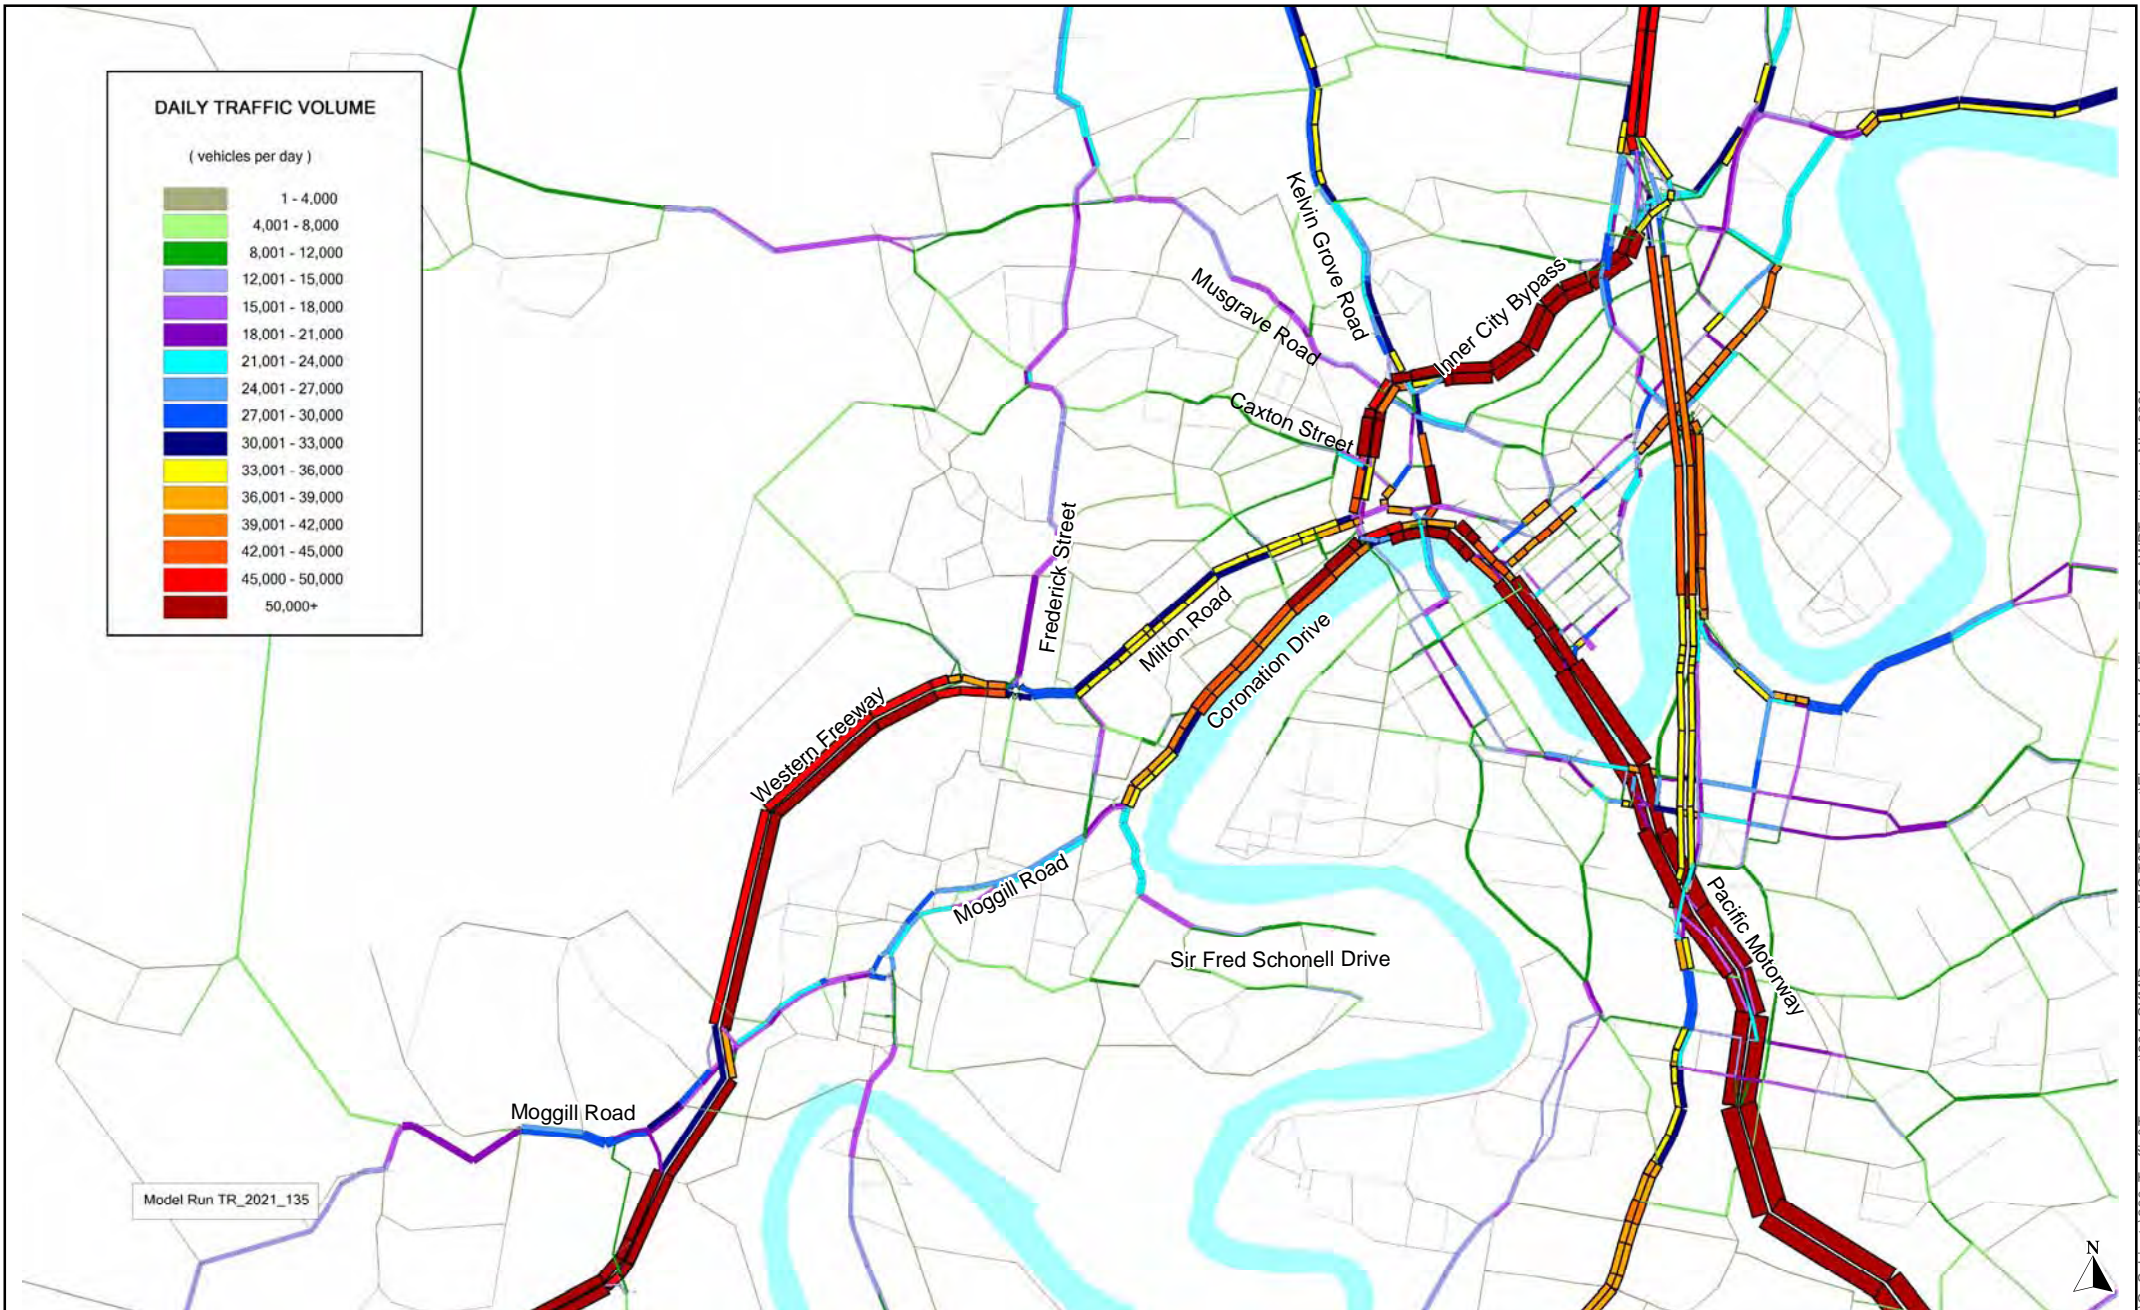 DAILY TRAFFIC VOLUME
( vehicles per day )
1 - 4,000
4,001 - 8,000
8,001 - 12,000
12,001 - 15,000
15,001 - 18,000
18,001 - 21,000
21,001 - 24,000
24,001 - 27,000
27,001 - 30,000
30,001 - 33,000
33,001 - 36,000
36,001 - 39,000
39,001 - 42,000
42,001 - 45,000
45,000 - 50,000
50,000+
Kelvin Grove Road
Musgrave Road
Inner City Bypass
Caxton Street
Frederick Street
Milton Road
Coronation Drive
Western Freeway
Moggill Road
Sir Fred Schonell Drive
Pacific Motorway
Moggill Road
Model Run TR_2021_135
N